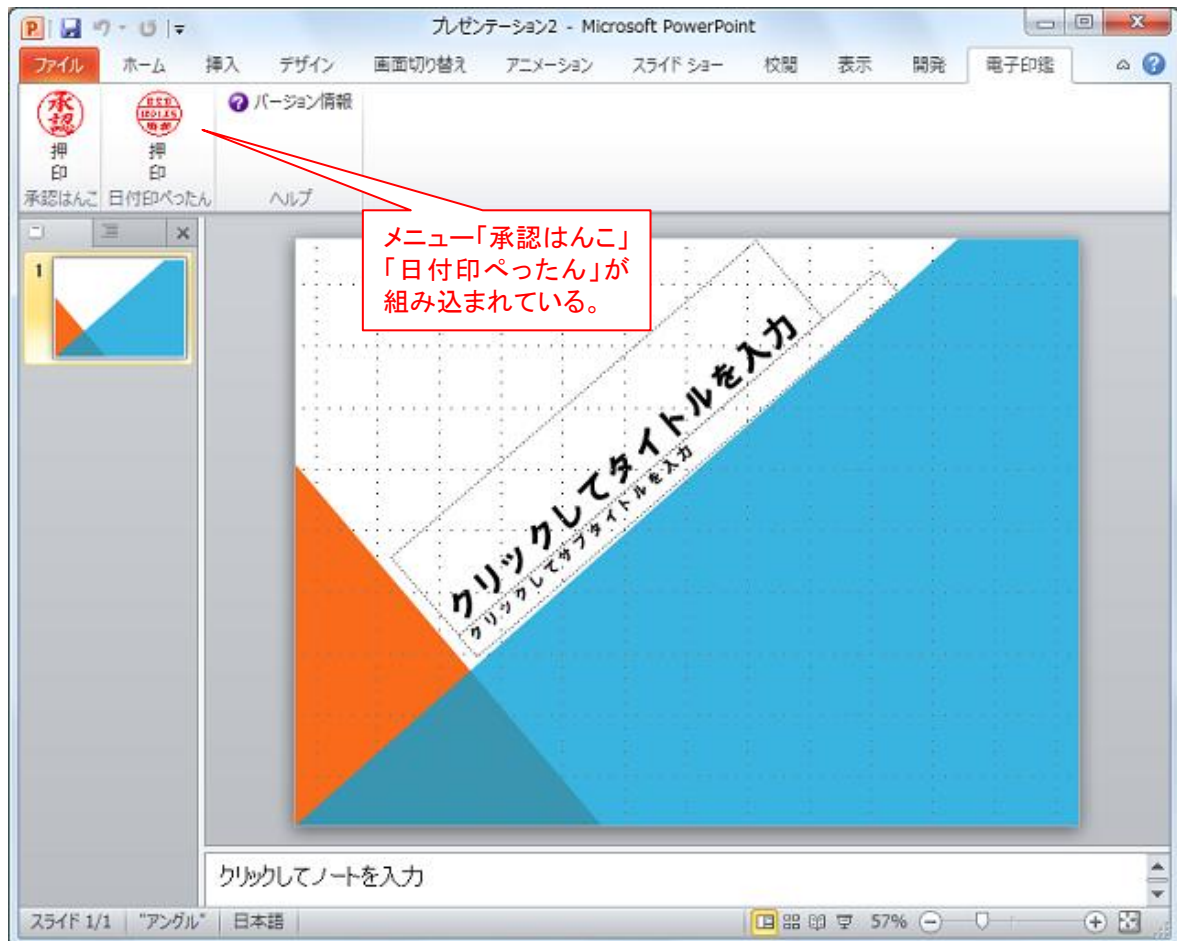 プレゼンテーション2 - Microsoft PowerPoint
ファイル ホーム 挿入 デザイン 画面切り替え アニメーション スライド ショー 校閲 表示 開発 電子印鑑
承認
押印
承認はんこ
押印
日付印ぺったん
バージョン情報
ヘルプ
メニュー「承認はんこ」
「日付印ぺったん」が
組み込まれている。
1
クリックしてタイトルを入力
クリックしてサブタイトルを入力
クリックしてノートを入力
スライド 1/1 "アングル" 日本語 57%